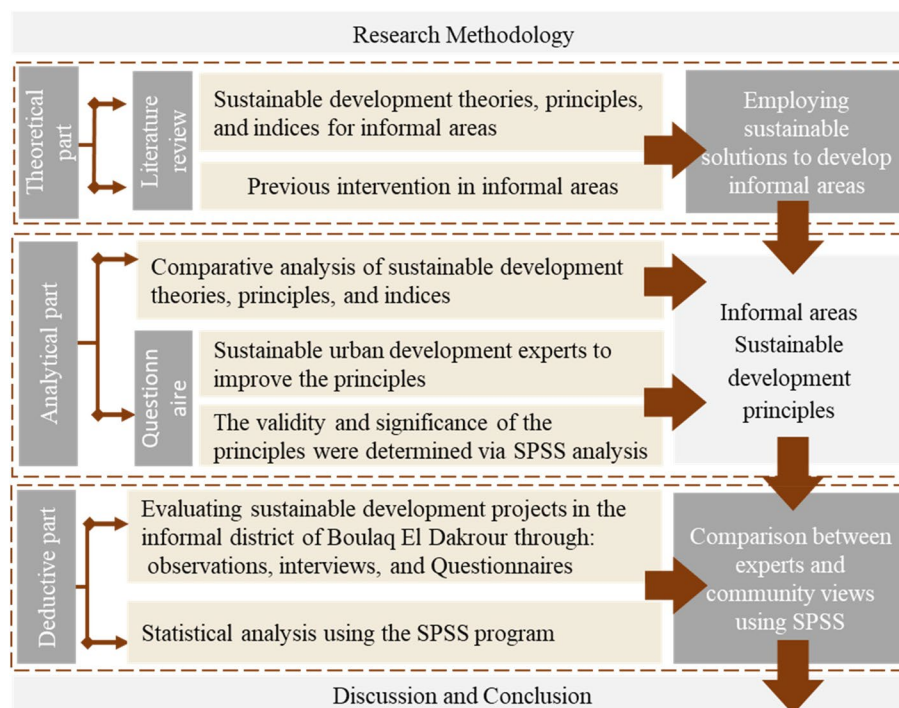 Research Methodology
Theoretical
part
Literature
review
Sustainable development theories, principles,
and indices for informal areas
Previous intervention in informal areas
Employing
sustainable
solutions to develop
informal areas
Analytical part
Comparative analysis of sustainable development
theories, principles, and indices
Questionn
aire
Sustainable urban development experts to
improve the principles
The validity and significance of the
principles were determined via SPSS analysis
Informal areas
Sustainable
development
principles
Deductive part
Evaluating sustainable development projects in the
informal district of Boulaq El Dakrour through:
observations, interviews, and Questionnaires
Statistical analysis using the SPSS program
Comparison between
experts and
community views
using SPSS
Discussion and Conclusion